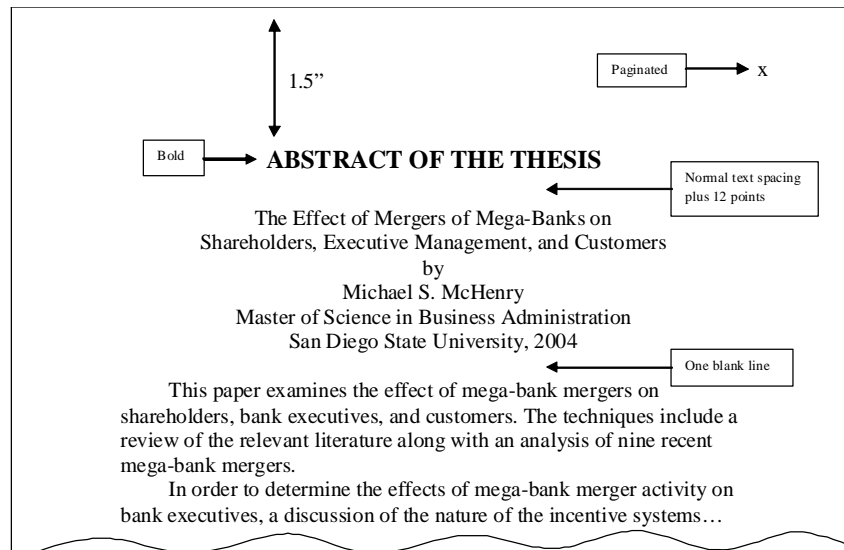 1.5”
Paginated
x
Bold
ABSTRACT OF THE THESIS
Normal text spacing
plus 12 points
The Effect of Mergers of Mega-Banks on
Shareholders, Executive Management, and Customers
by
Michael S. McHenry
Master of Science in Business Administration
San Diego State University, 2004
One blank line
This paper examines the effect of mega-bank mergers on
shareholders, bank executives, and customers. The techniques include a
review of the relevant literature along with an analysis of nine recent
mega-bank mergers.
In order to determine the effects of mega-bank merger activity on
bank executives, a discussion of the nature of the incentive systems…